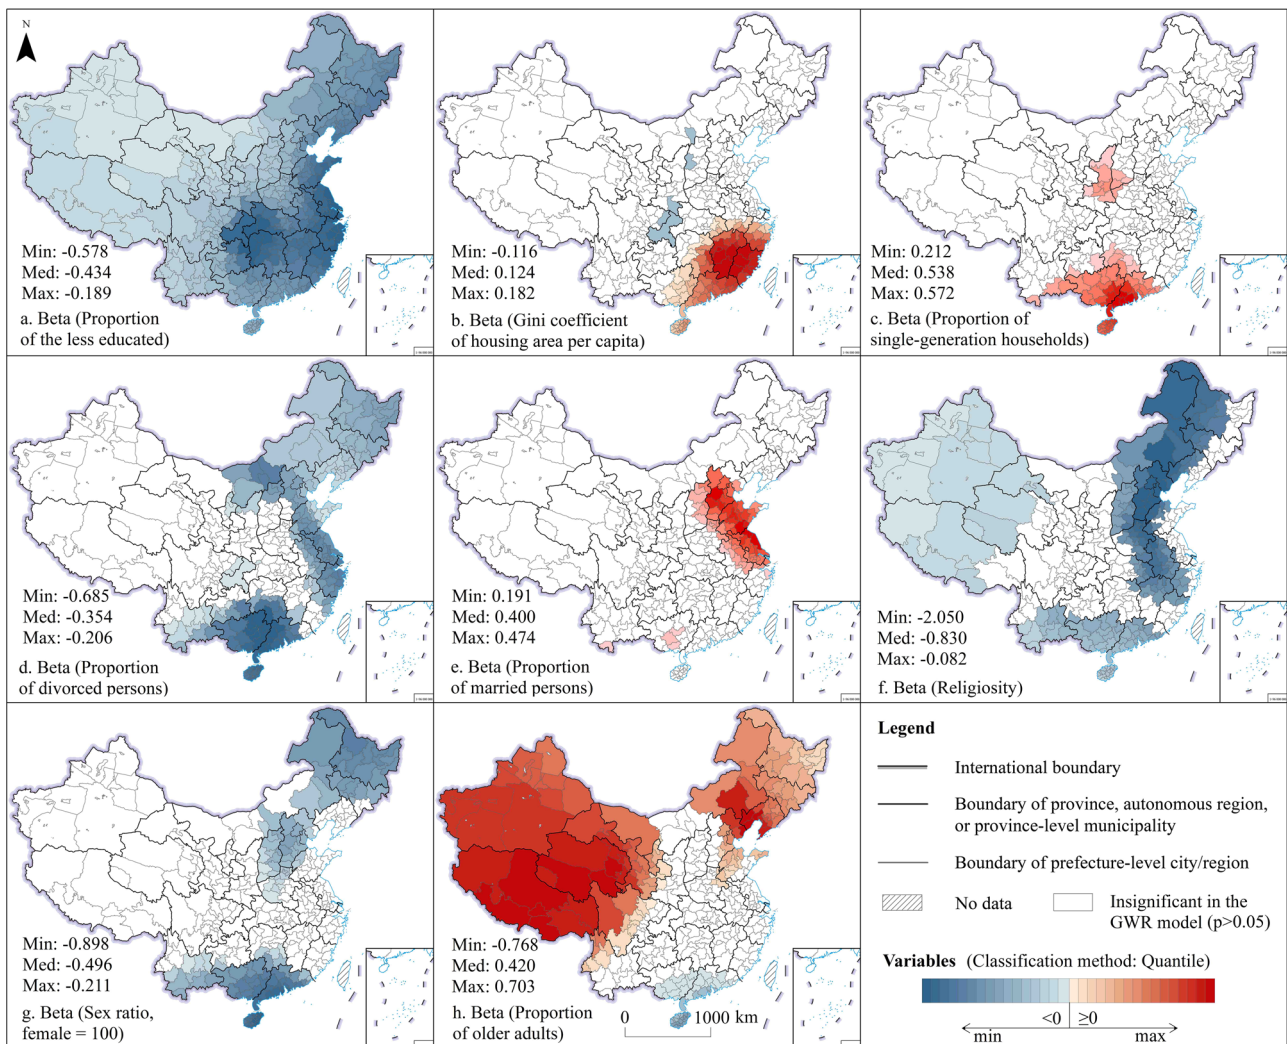 N
Min: -0.578
Med: -0.434
Max: -0.189
a. Beta (Proportion
of the less educated)
Min: -0.116
Med: 0.124
Max: 0.182
b. Beta (Gini coefficient
of housing area per capita)
Min: 0.212
Med: 0.538
Max: 0.572
c. Beta (Proportion of
single-generation households)
Min: -0.685
Med: -0.354
Max: -0.206
d. Beta (Proportion
of divorced persons)
Min: 0.191
Med: 0.400
Max: 0.474
e. Beta (Proportion
of married persons)
Min: -2.050
Med: -0.830
Max: -0.082
f. Beta (Religiosity)
Min: -0.898
Med: -0.496
Max: -0.211
g. Beta (Sex ratio,
female = 100)
Min: -0.768
Med: 0.420
Max: 0.703
h. Beta (Proportion
of older adults)
0 1000 km
Legend
International boundary
Boundary of province, autonomous region,
or province-level municipality
Boundary of prefecture-level city/region
No data
Insignificant in the
GWR model (p>0.05)
Variables (Classification method: Quantile)
<0 ≥0
min max